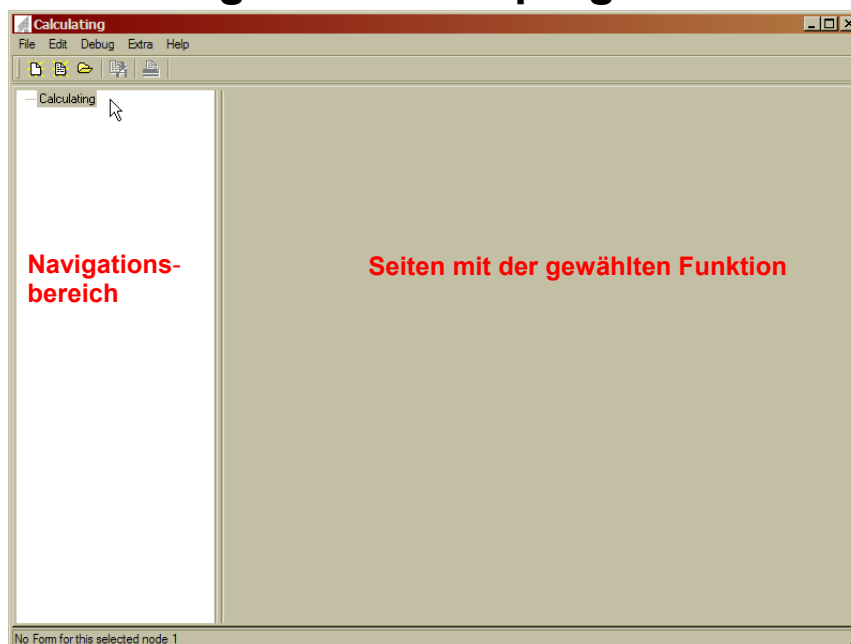 Calculating
File Edit Debug Extra Help
Calculating
Navigations-
bereich
Seiten mit der gewählten Funktion
No Form for this selected node 1